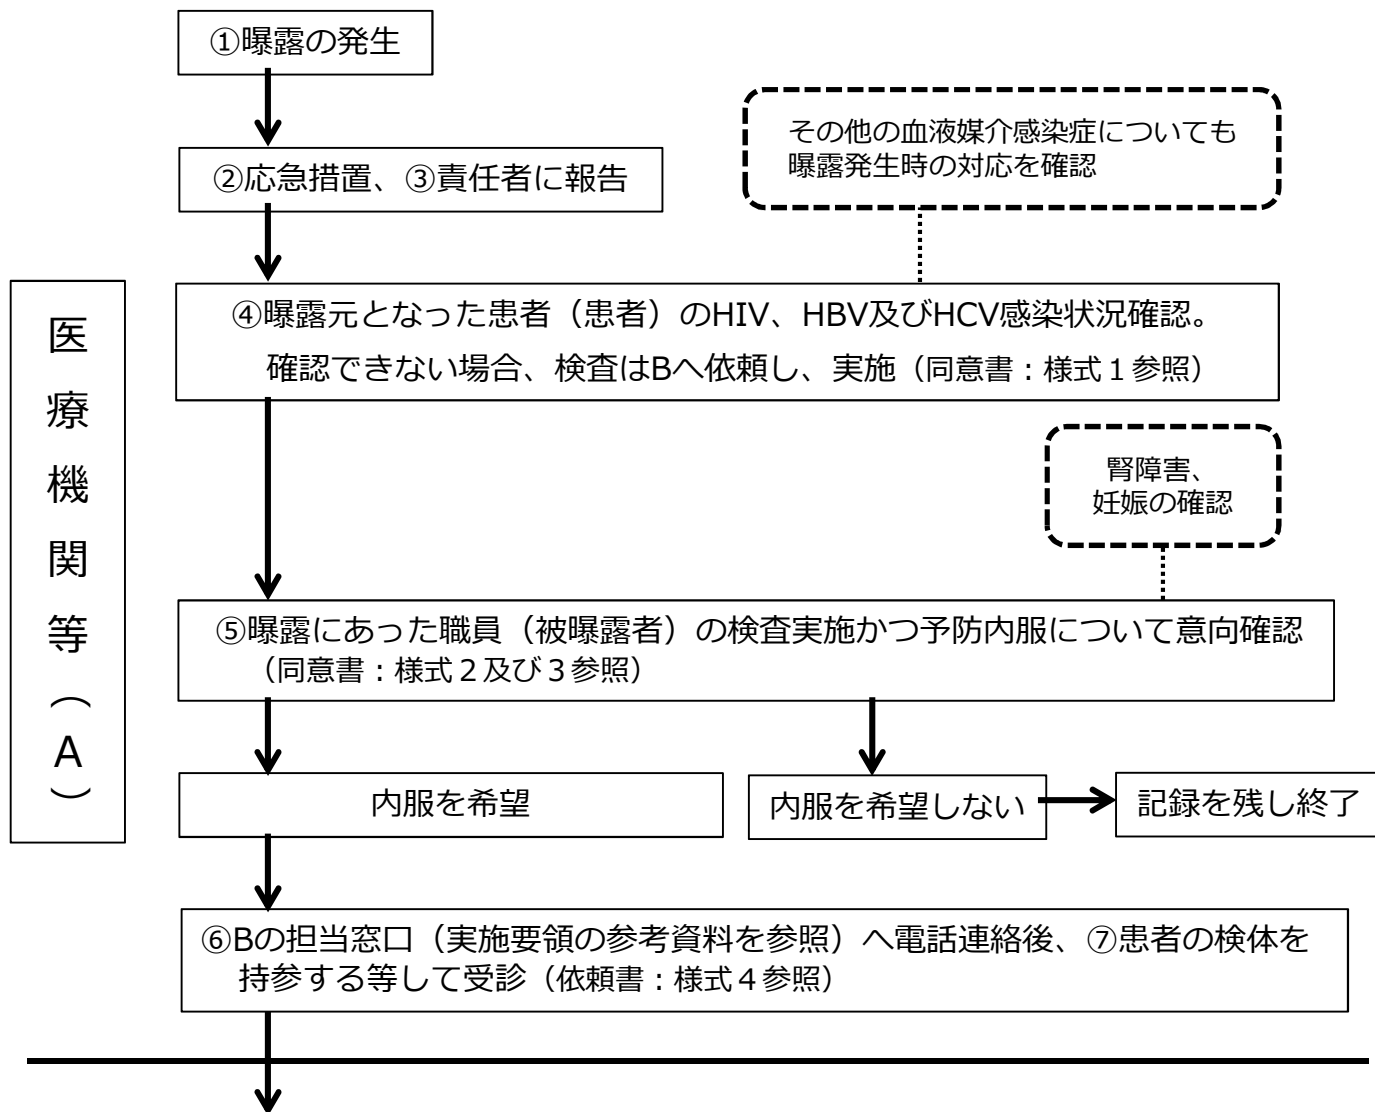 ①曝露の発生
その他の血液媒介感染症についても
曝露発生時の対応を確認
②応急措置、③責任者に報告
医療機関等（A）
④曝露元となった患者（患者）のHIV、HBV及びHCV感染状況確認。
確認できない場合、検査はBへ依頼し、実施（同意書：様式１参照）
腎障害、
妊娠の確認
⑤曝露にあった職員（被曝露者）の検査実施かつ予防内服について意向確認
（同意書：様式２及び３参照）
内服を希望
内服を希望しない
記録を残し終了
⑥Bの担当窓口（実施要領の参考資料を参照）へ電話連絡後、⑦患者の検体を
持参する等して受診（依頼書：様式４参照）